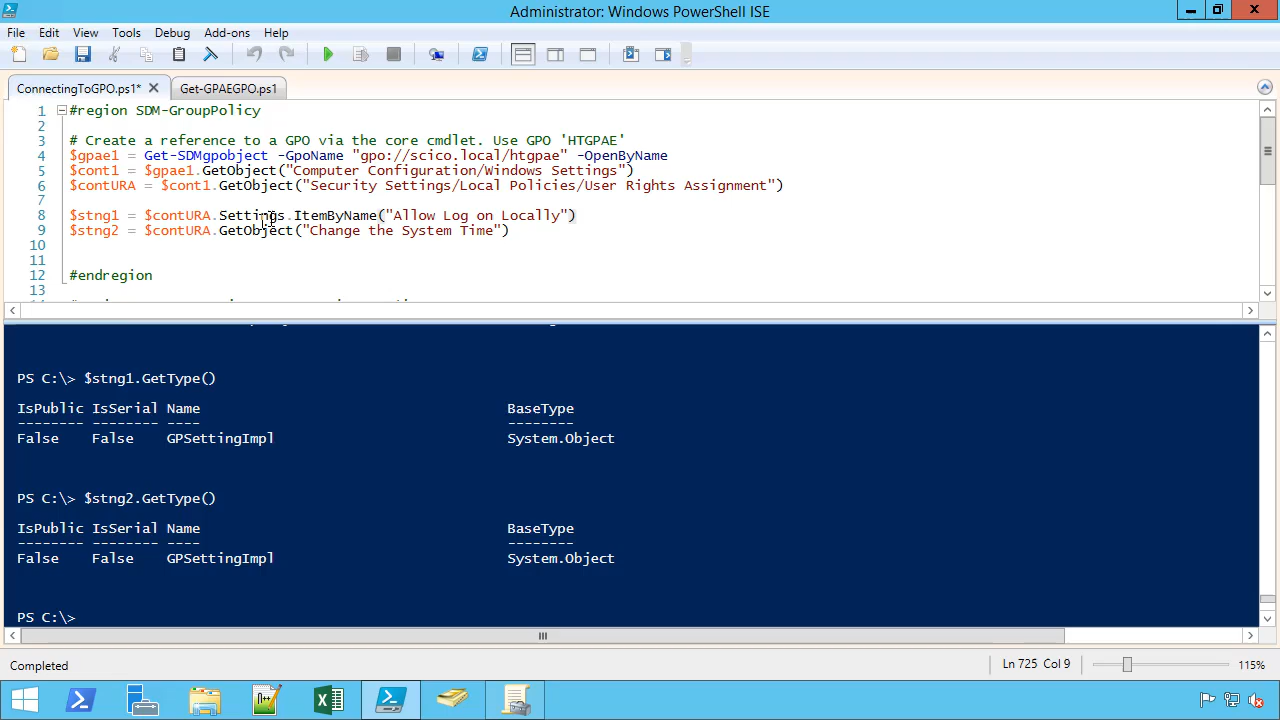 Administrator: Windows PowerShell ISE
File Edit View Tools Debug Add-ons Help
ConnectingToGPO.ps1* Get-GPAEGPO.ps1
1 #region SDM-GroupPolicy
2
3 # Create a reference to a GPO via the core cmdlet. Use GPO 'HTGPAE'
4 $gpae1 = Get-SDMgpobject -GpoName "gpo://scico.local/htgpae" -OpenByName
5 $cont1 = $gpae1.GetObject("Computer Configuration/Windows Settings")
6 $contURA = $cont1.GetObject("Security Settings/Local Policies/User Rights Assignment")
7
8 $stng1 = $contURA.Settings.ItemByName("Allow Log on Locally")
9 $stng2 = $contURA.GetObject("Change the System Time")
10
11
12 #endregion
13
PS C:\> $stng1.GetType()
IsPublic IsSerial Name BaseType
-------- -------- ---- --------
False False GPSettingImpl System.Object
PS C:\> $stng2.GetType()
IsPublic IsSerial Name BaseType
-------- -------- ---- --------
False False GPSettingImpl System.Object
PS C:\>
Completed Ln 725 Col 9 115%